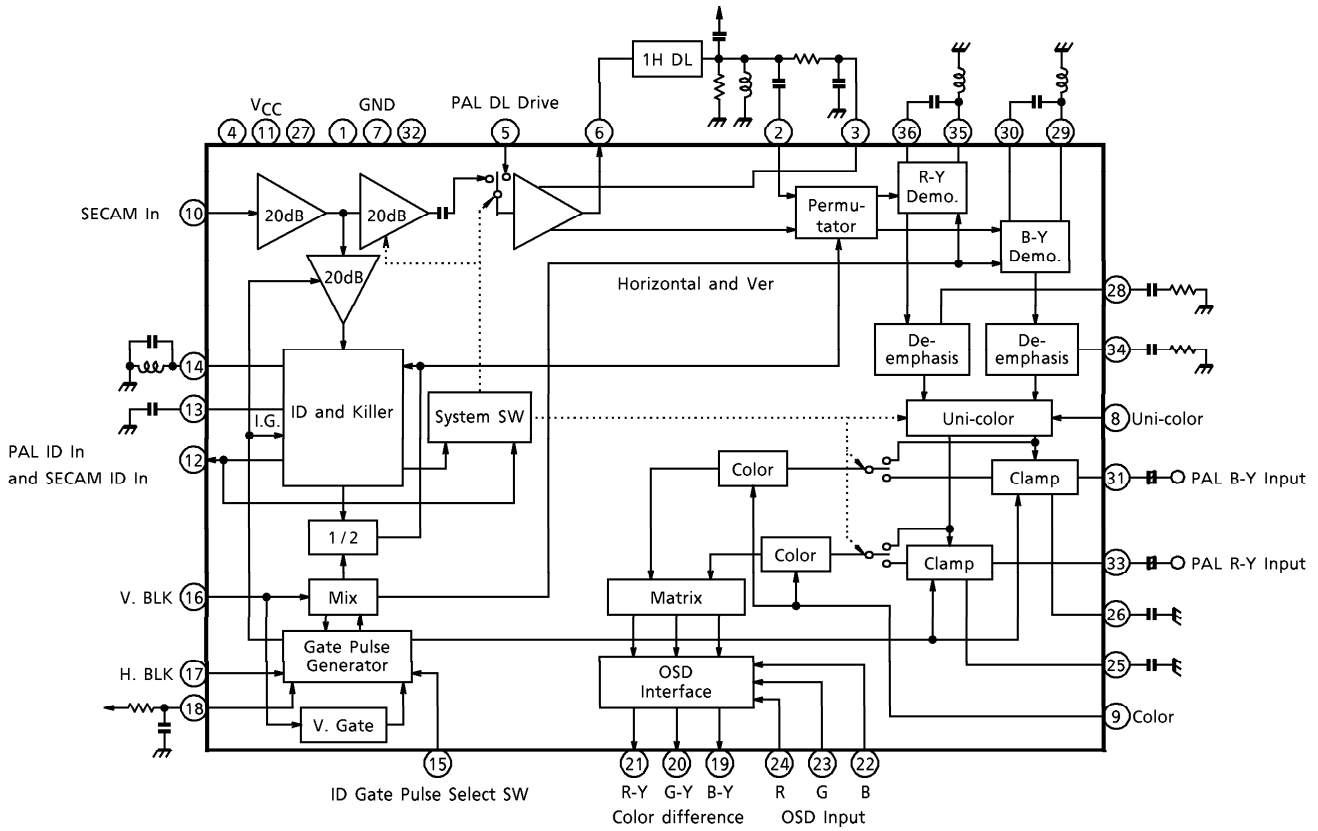 1H DL
VCC
GND
PAL DL Drive
4
11
27
1
7
32
5
6
2
3
36
35
30
29
SECAM In
10
20dB
20dB
20dB
Permu-
tator
R-Y
Demo.
B-Y
Demo.
Horizontal and Ver
28
14
De-
emphasis
De-
emphasis
34
13
I.G.
ID and Killer
System SW
Uni-color
8
Uni-color
PAL ID In
and SECAM ID In
12
Color
Clamp
31
PAL B-Y Input
1/2
Color
Clamp
33
PAL R-Y Input
V. BLK
16
Mix
Matrix
26
Gate Pulse
Generator
H. BLK
17
OSD
Interface
25
18
V. Gate
9
Color
15
21
20
19
24
23
22
ID Gate Pulse Select SW
R-Y
G-Y
B-Y
R
G
B
Color difference
OSD Input